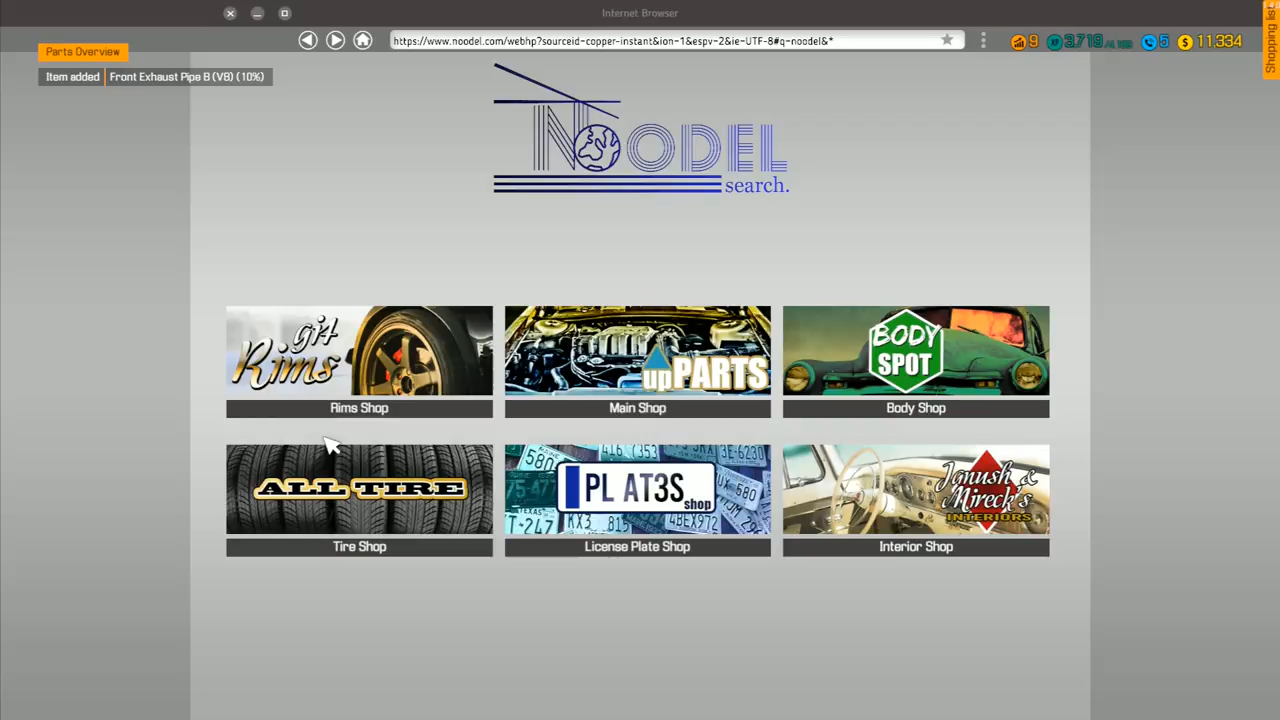 Internet Browser
https://www.noodel.com/webhp?sourceid-copper-instant&ion-1&espv-2&ie-UTF-8#q-noodel&*
9
3,719
5
$ 11,334
Shopping list
Parts Overview
Item added
Front Exhaust Pipe B (V8) (10%)
NOODEL
search.
git
Rims
upPARTS
BODY
SPOT
Rims Shop
Main Shop
Body Shop
ALL TIRE
PL AT3S
shop
Janush &
Mireck's
INTERIORS
Tire Shop
License Plate Shop
Interior Shop